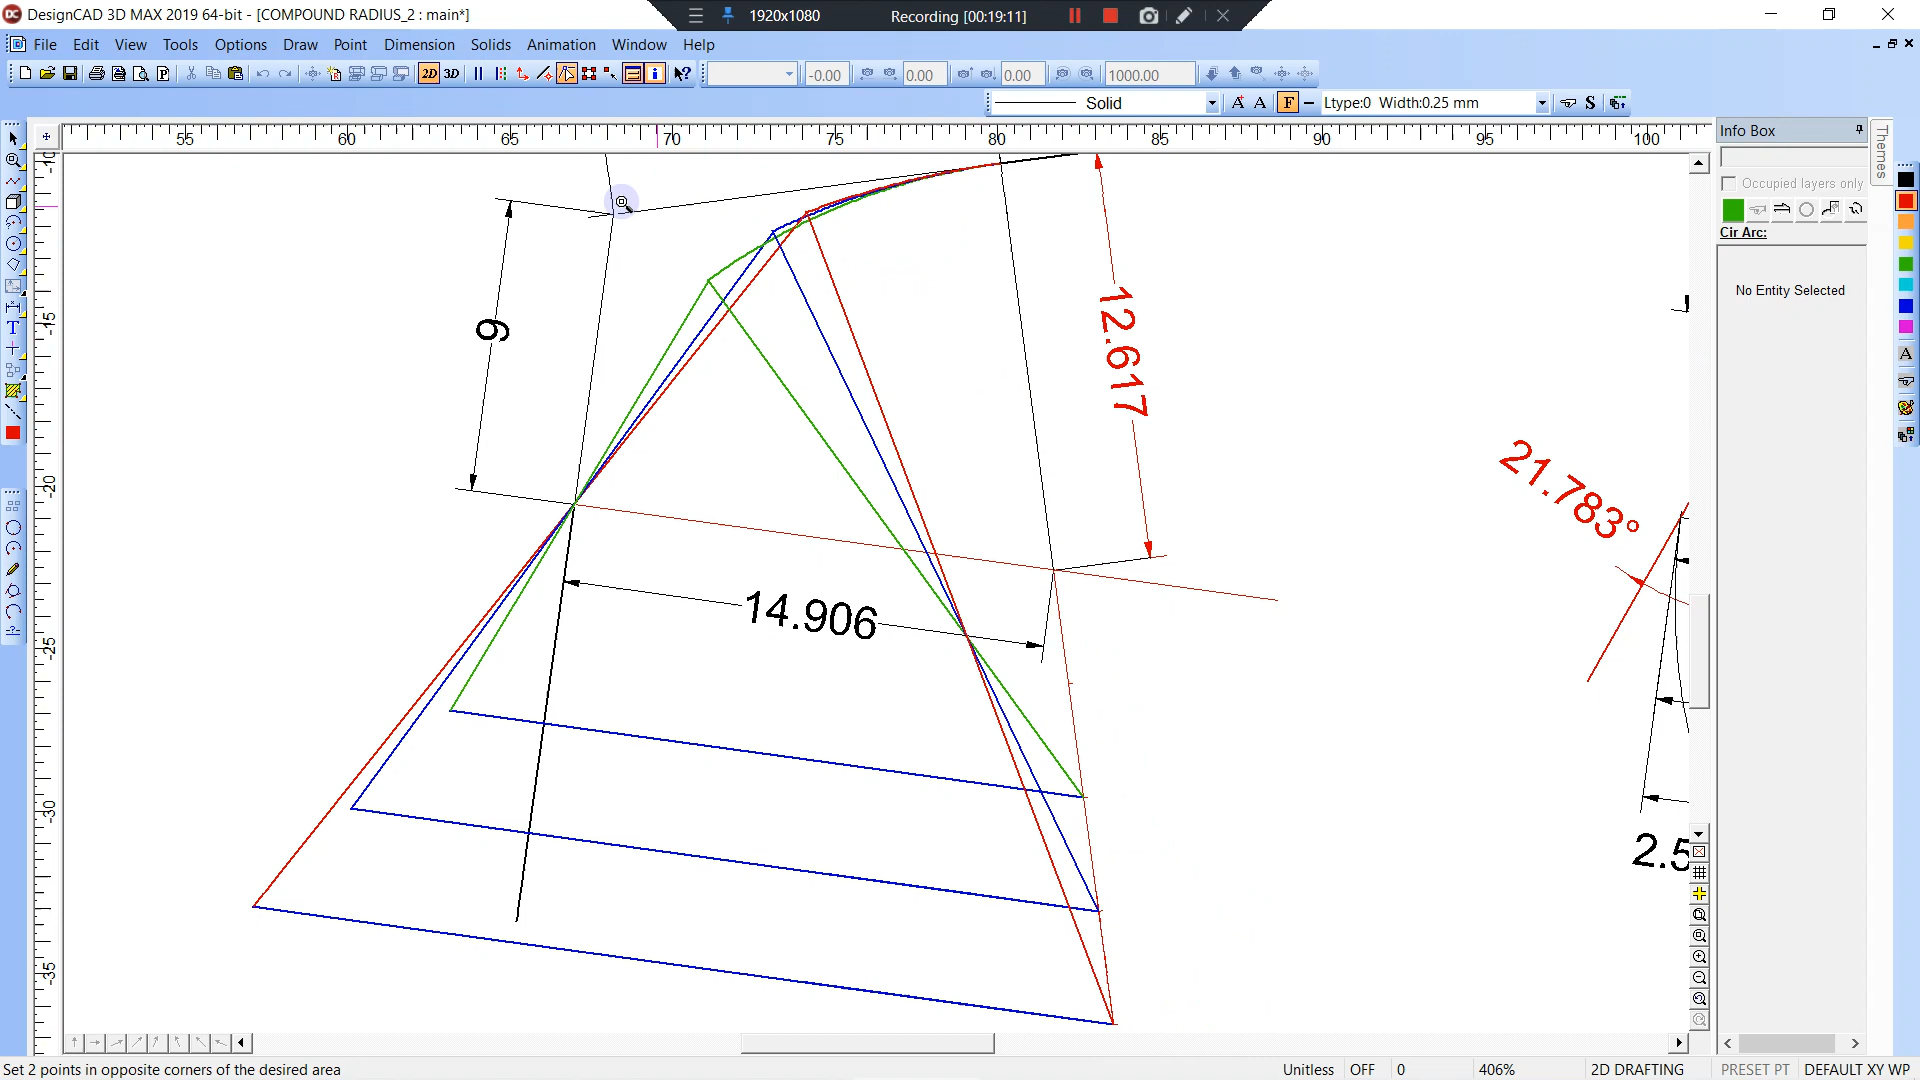 DesignCAD 3D MAX 2019 64-bit - [COMPOUND RADIUS_2 : main*]
1920x1080
Recording [00:19:11]
File Edit View Tools Options Draw Point Dimension Solids Animation Window Help
2D 3D -0.00 0.00 0.00 1000.00
Solid
A A F Ltype:0 Width:0.25 mm S
55 60 65 70 75 80 85 90 95 100
Info Box
Themes
Occupied layers only
Cir Arc:
No Entity Selected
-10
-15
-20
-25
-30
-35
9
12.617
14.906
21.783°
2.5
T
A
Set 2 points in opposite corners of the desired area
Unitless OFF 0 406% 2D DRAFTING PRESET PT DEFAULT XY WP